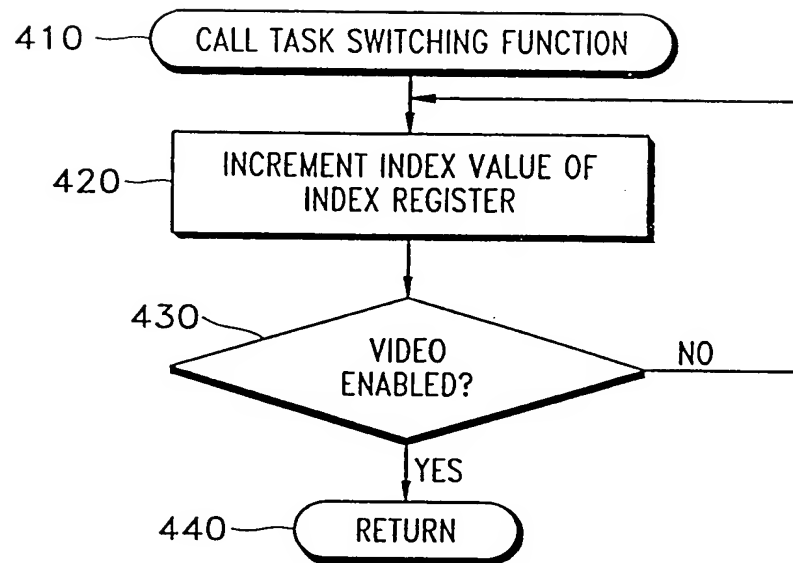 410
CALL TASK SWITCHING FUNCTION
420
INCREMENT INDEX VALUE OF
INDEX REGISTER
430
VIDEO
ENABLED?
NO
YES
440
RETURN